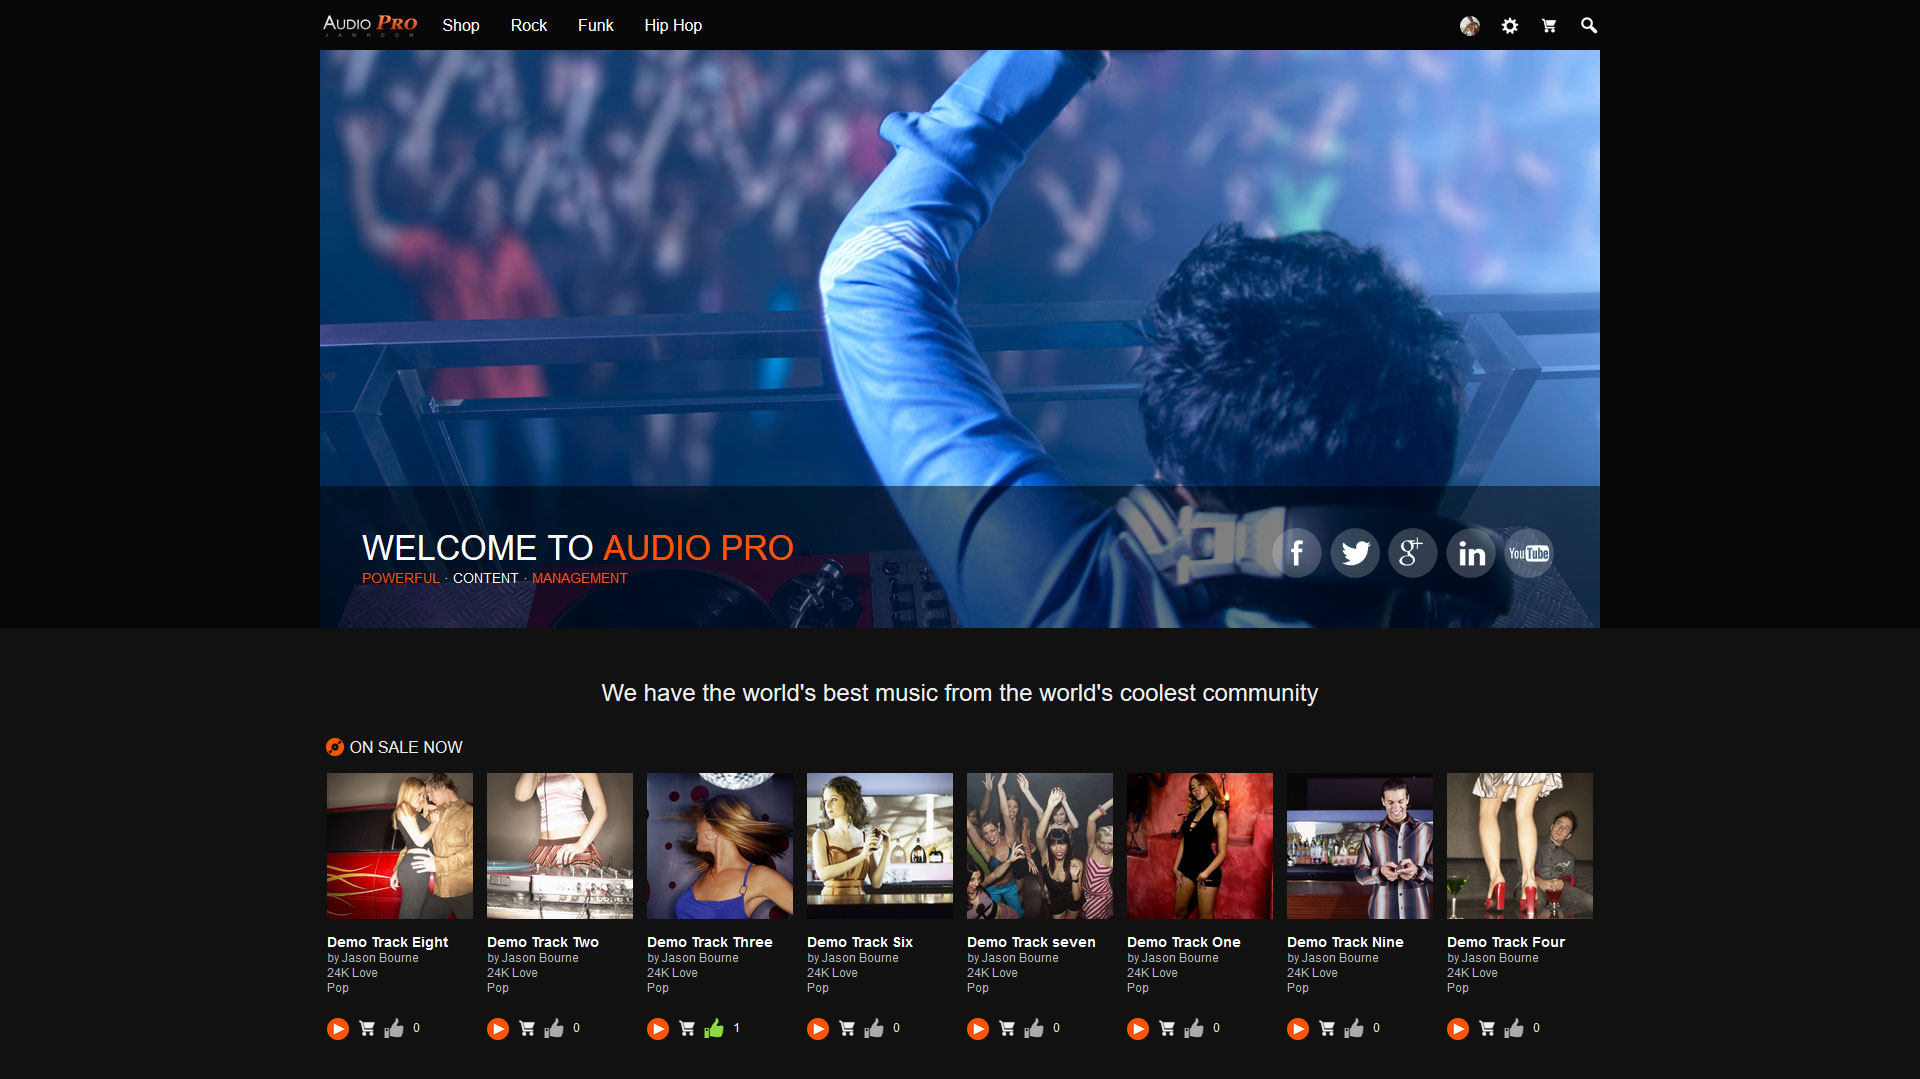 AUDIO PRO
JAMROOM
Shop Rock Funk Hip Hop
WELCOME TO AUDIO PRO
POWERFUL · CONTENT · MANAGEMENT
f g+ in You Tube
We have the world's best music from the world's coolest community
ON SALE NOW
Demo Track Eight
by Jason Bourne
24K Love
Pop
0
Demo Track Two
by Jason Bourne
24K Love
Pop
0
Demo Track Three
by Jason Bourne
24K Love
Pop
1
Demo Track Six
by Jason Bourne
24K Love
Pop
0
Demo Track seven
by Jason Bourne
24K Love
Pop
0
Demo Track One
by Jason Bourne
24K Love
Pop
0
Demo Track Nine
by Jason Bourne
24K Love
Pop
0
Demo Track Four
by Jason Bourne
24K Love
Pop
0